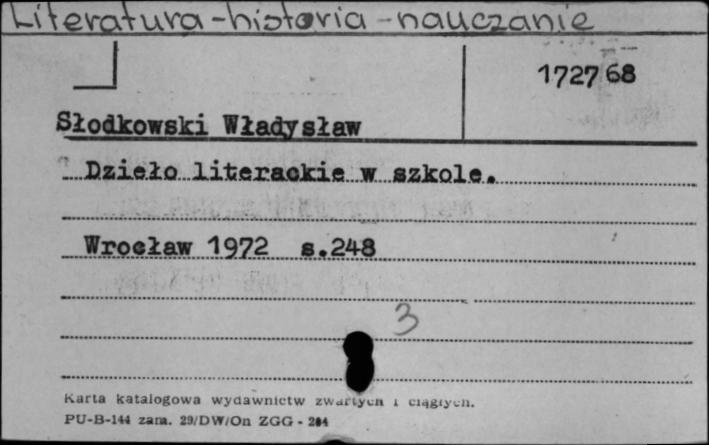 Literatura - historia - nauczanie
172768
Słodkowski Władysław
Dzieło literackie w szkole.
Wrocław 1972 s.248
3
Karta katalogowa wydawnictw zwartych i ciągłych.
PU-B-144 zam. 29/DW/On ZGG - 204